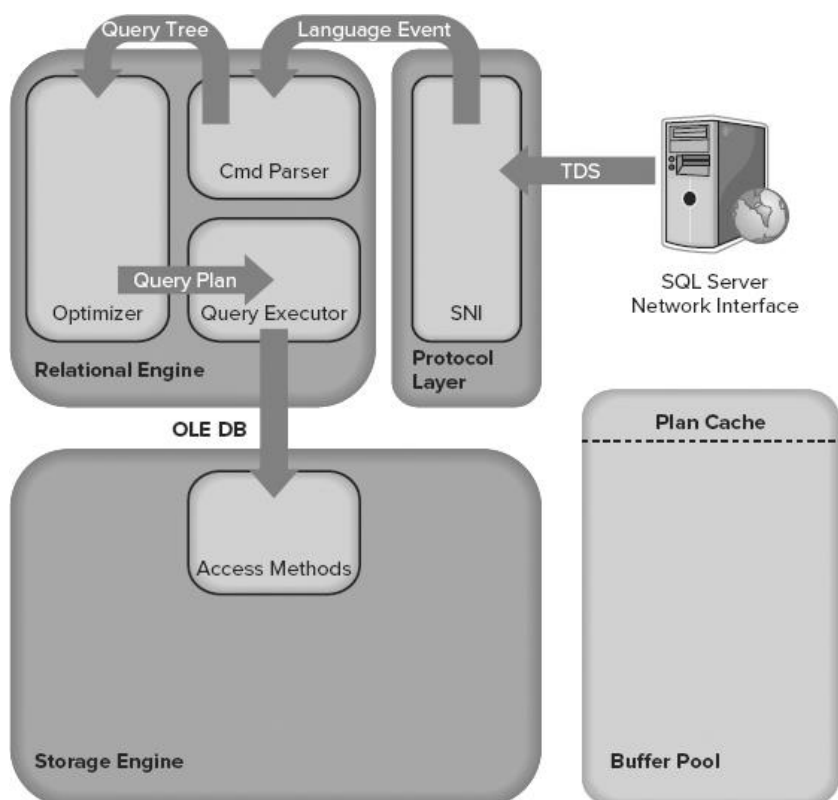 Query Tree
Language Event
Cmd Parser
TDS
SQL Server
Network Interface
Query Plan
Optimizer
Query Executor
SNI
Relational Engine
Protocol
Layer
OLE DB
Plan Cache
Access Methods
Storage Engine
Buffer Pool